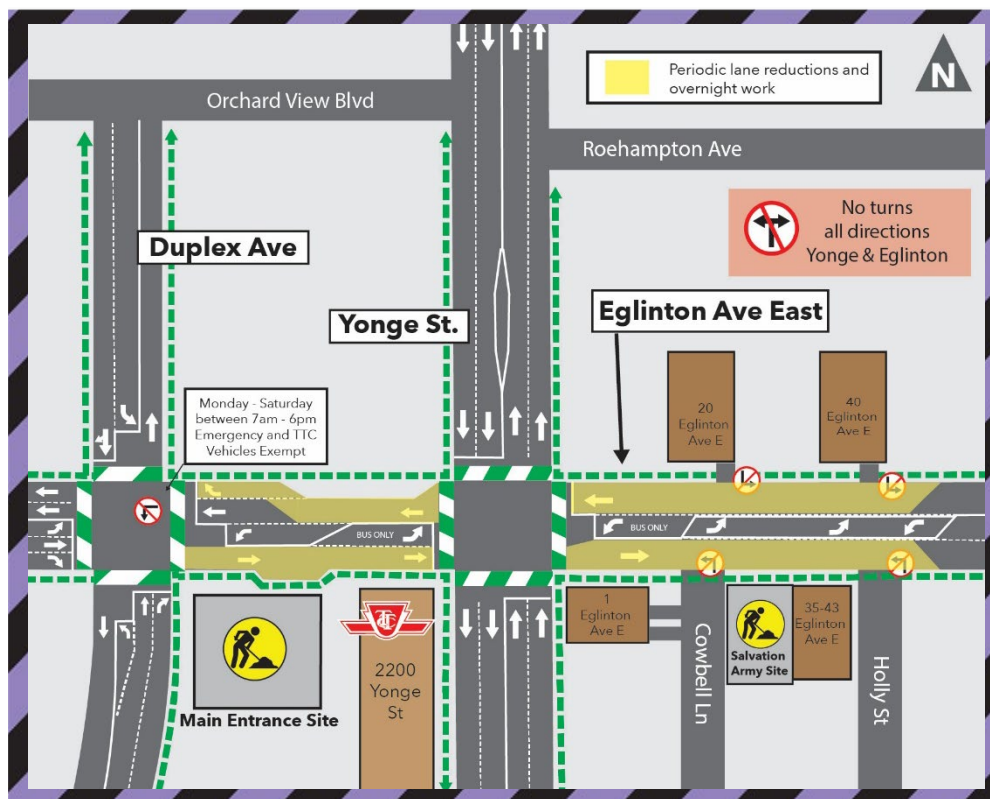 Periodic lane reductions and
overnight work
N
Orchard View Blvd
Roehampton Ave
No turns
all directions
Yonge & Eglinton
Duplex Ave
Yonge St.
Eglinton Ave East
Monday - Saturday
between 7am - 6pm
Emergency and TTC
Vehicles Exempt
20
Eglinton
Ave E
40
Eglinton
Ave E
BUS ONLY
BUS ONLY
Main Entrance Site
TTC
2200
Yonge
St
1
Eglinton
Ave E
Cowbell Ln
Salvation
Army Site
35-43
Eglinton
Ave E
Holly St